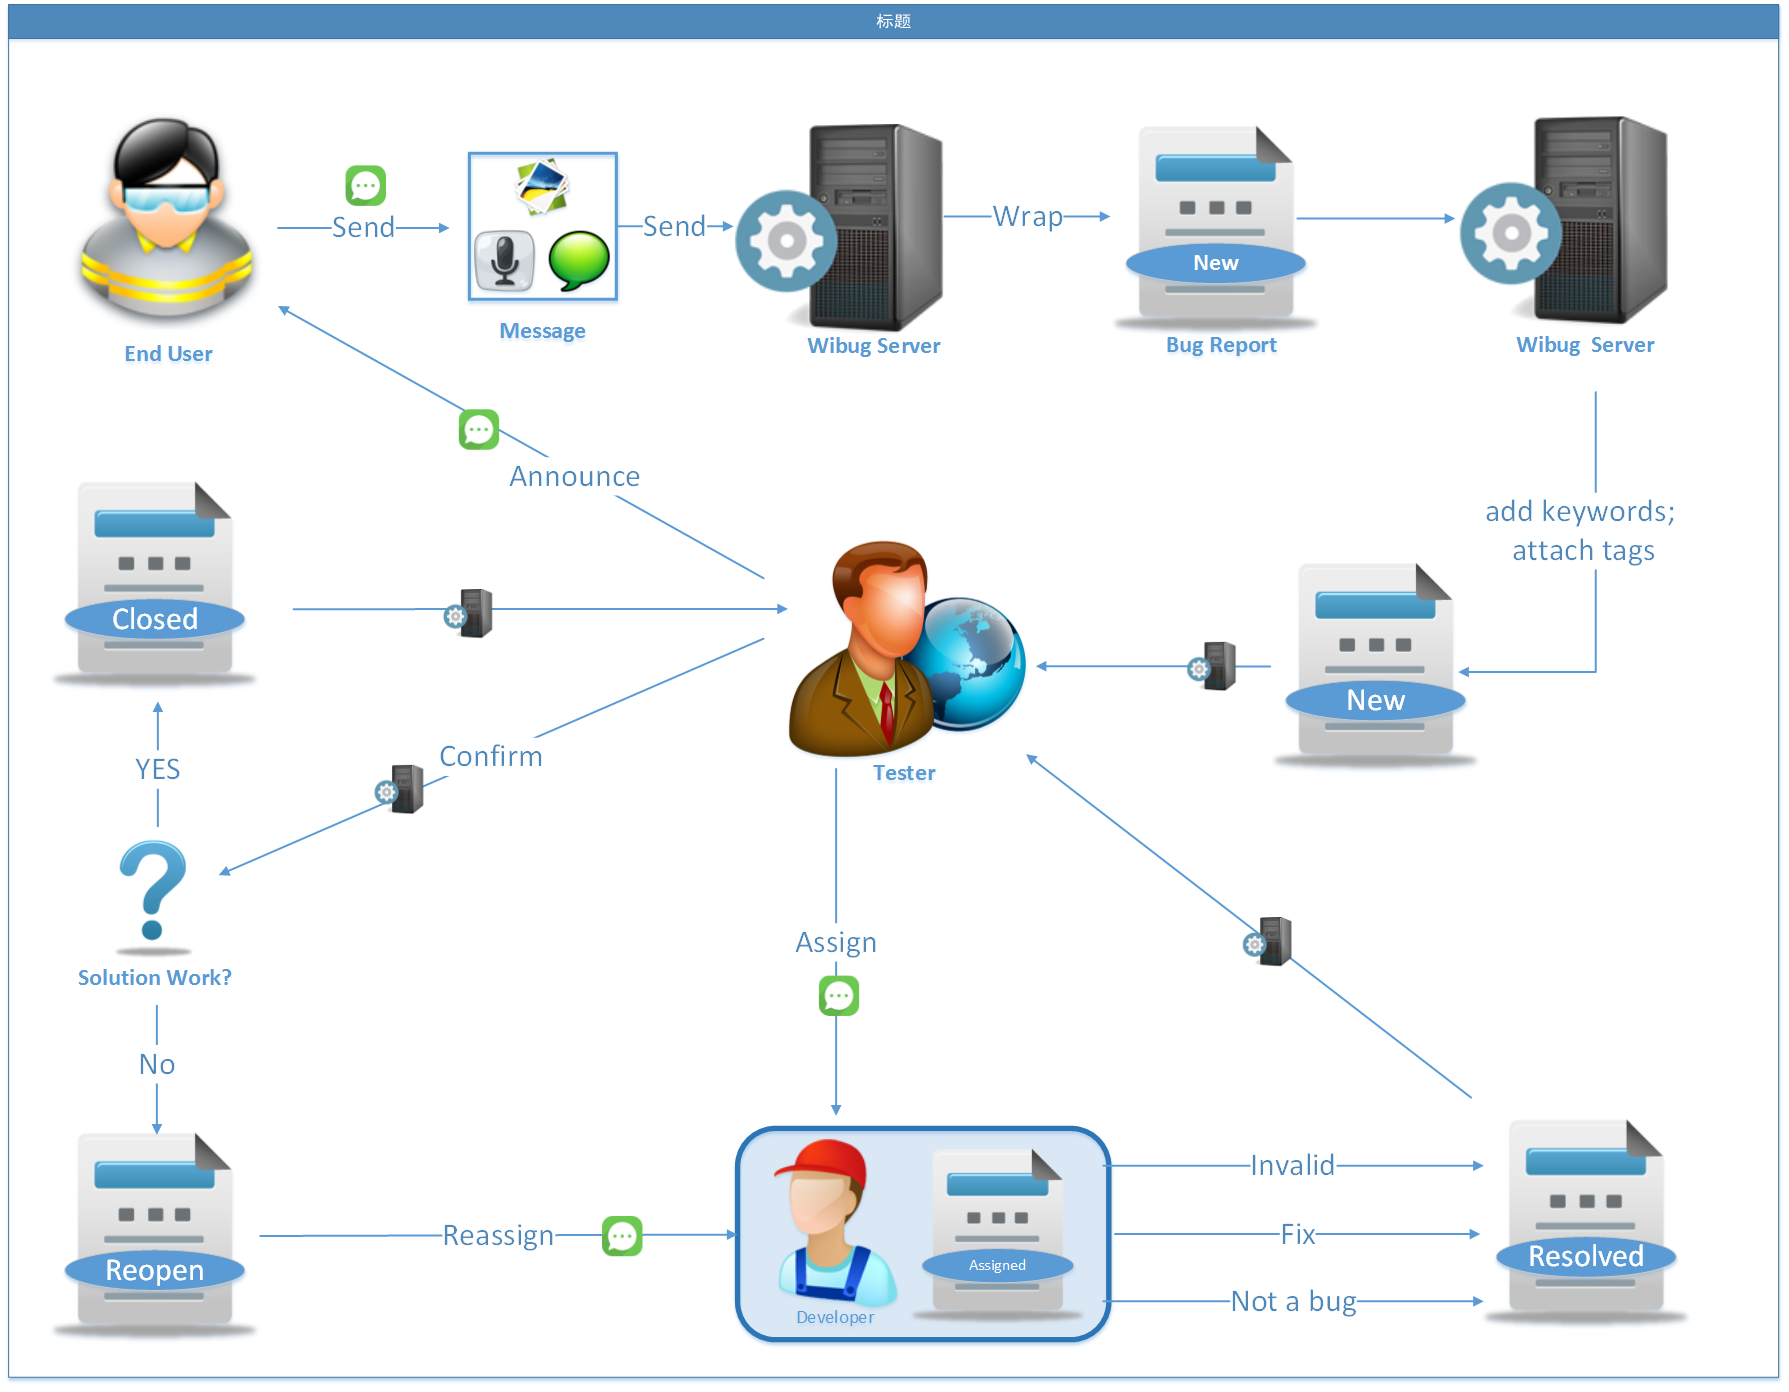 标题
Send
Send
Wrap
New
End User
Message
Wibug Server
Bug Report
Wibug Server
Announce
add keywords;
attach tags
Closed
New
Confirm
YES
Tester
Assign
Solution Work?
No
Invalid
Reassign
Fix
Reopen
Assigned
Resolved
Not a bug
Developer